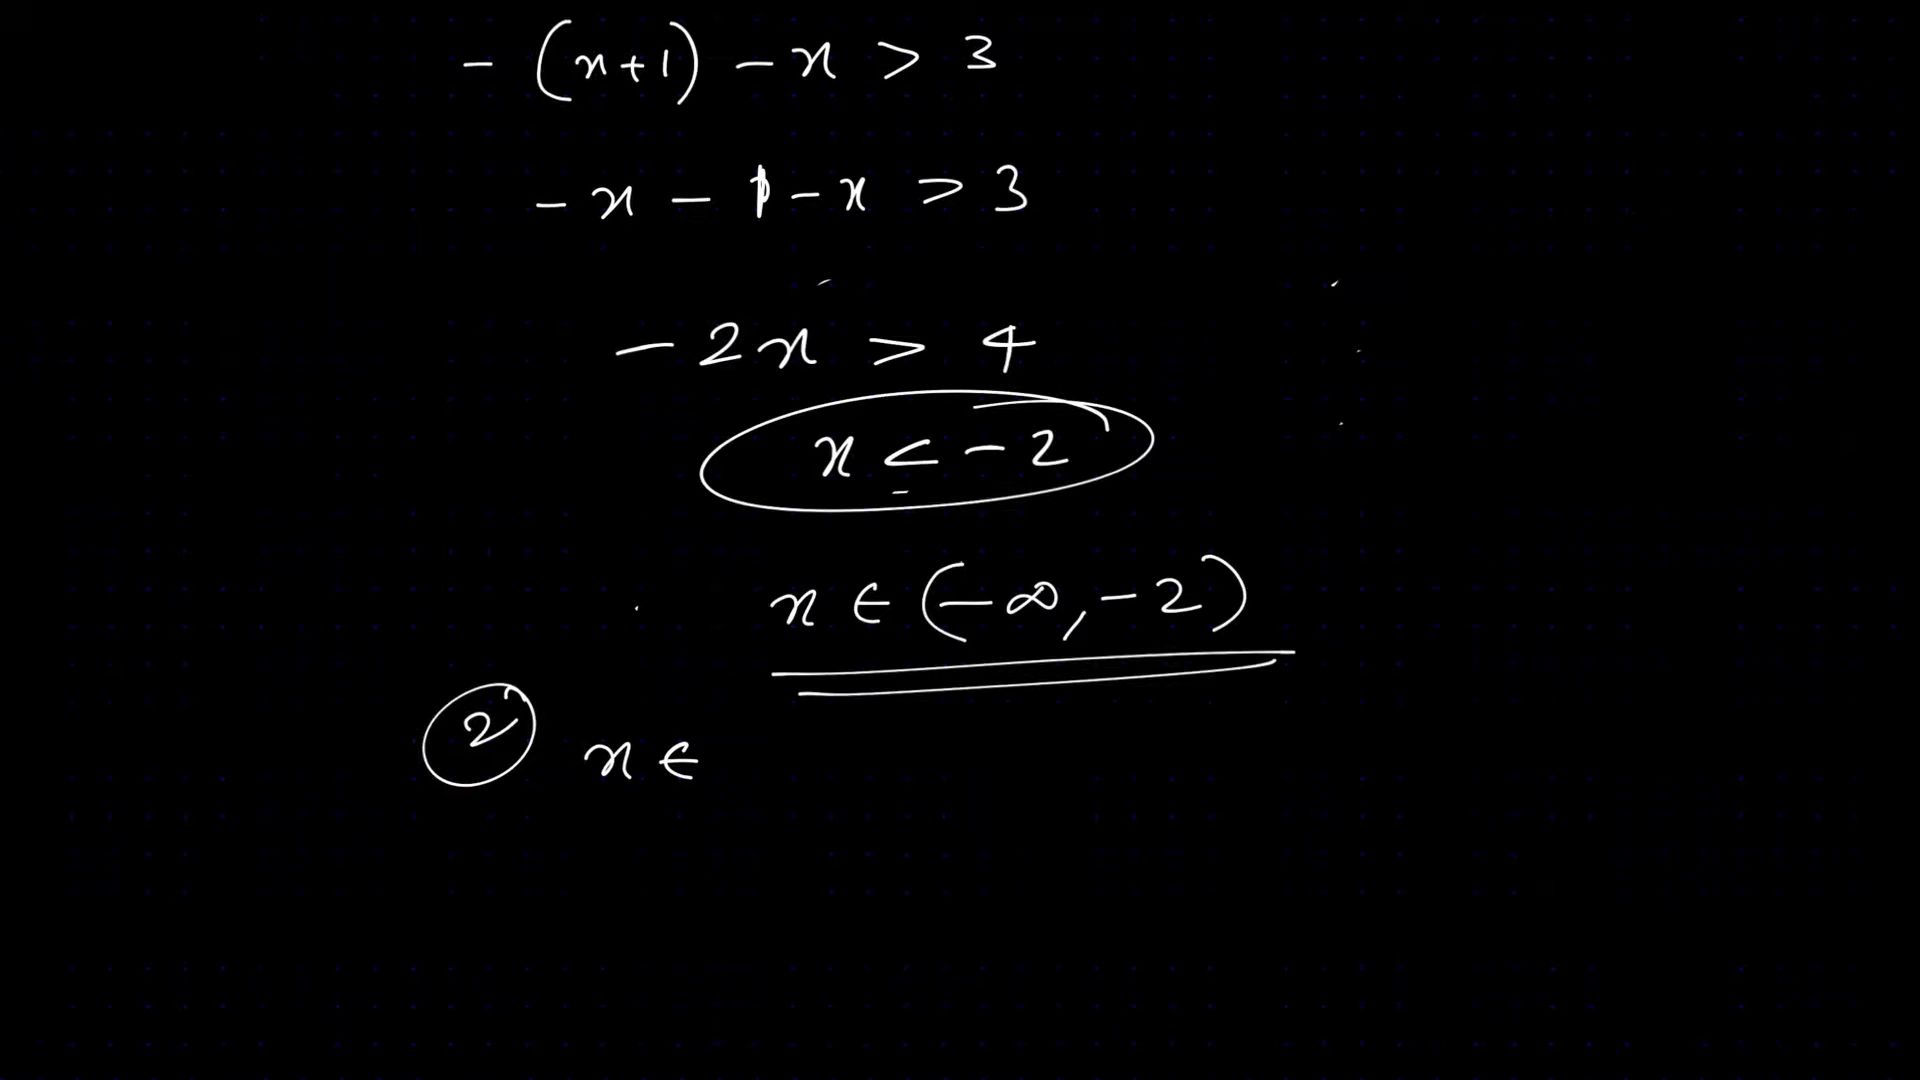 - (x+1) - x > 3
- x - 1 - x > 3
- 2x > 4
x < - 2
x ∈ (-∞, -2)
2 x ∈